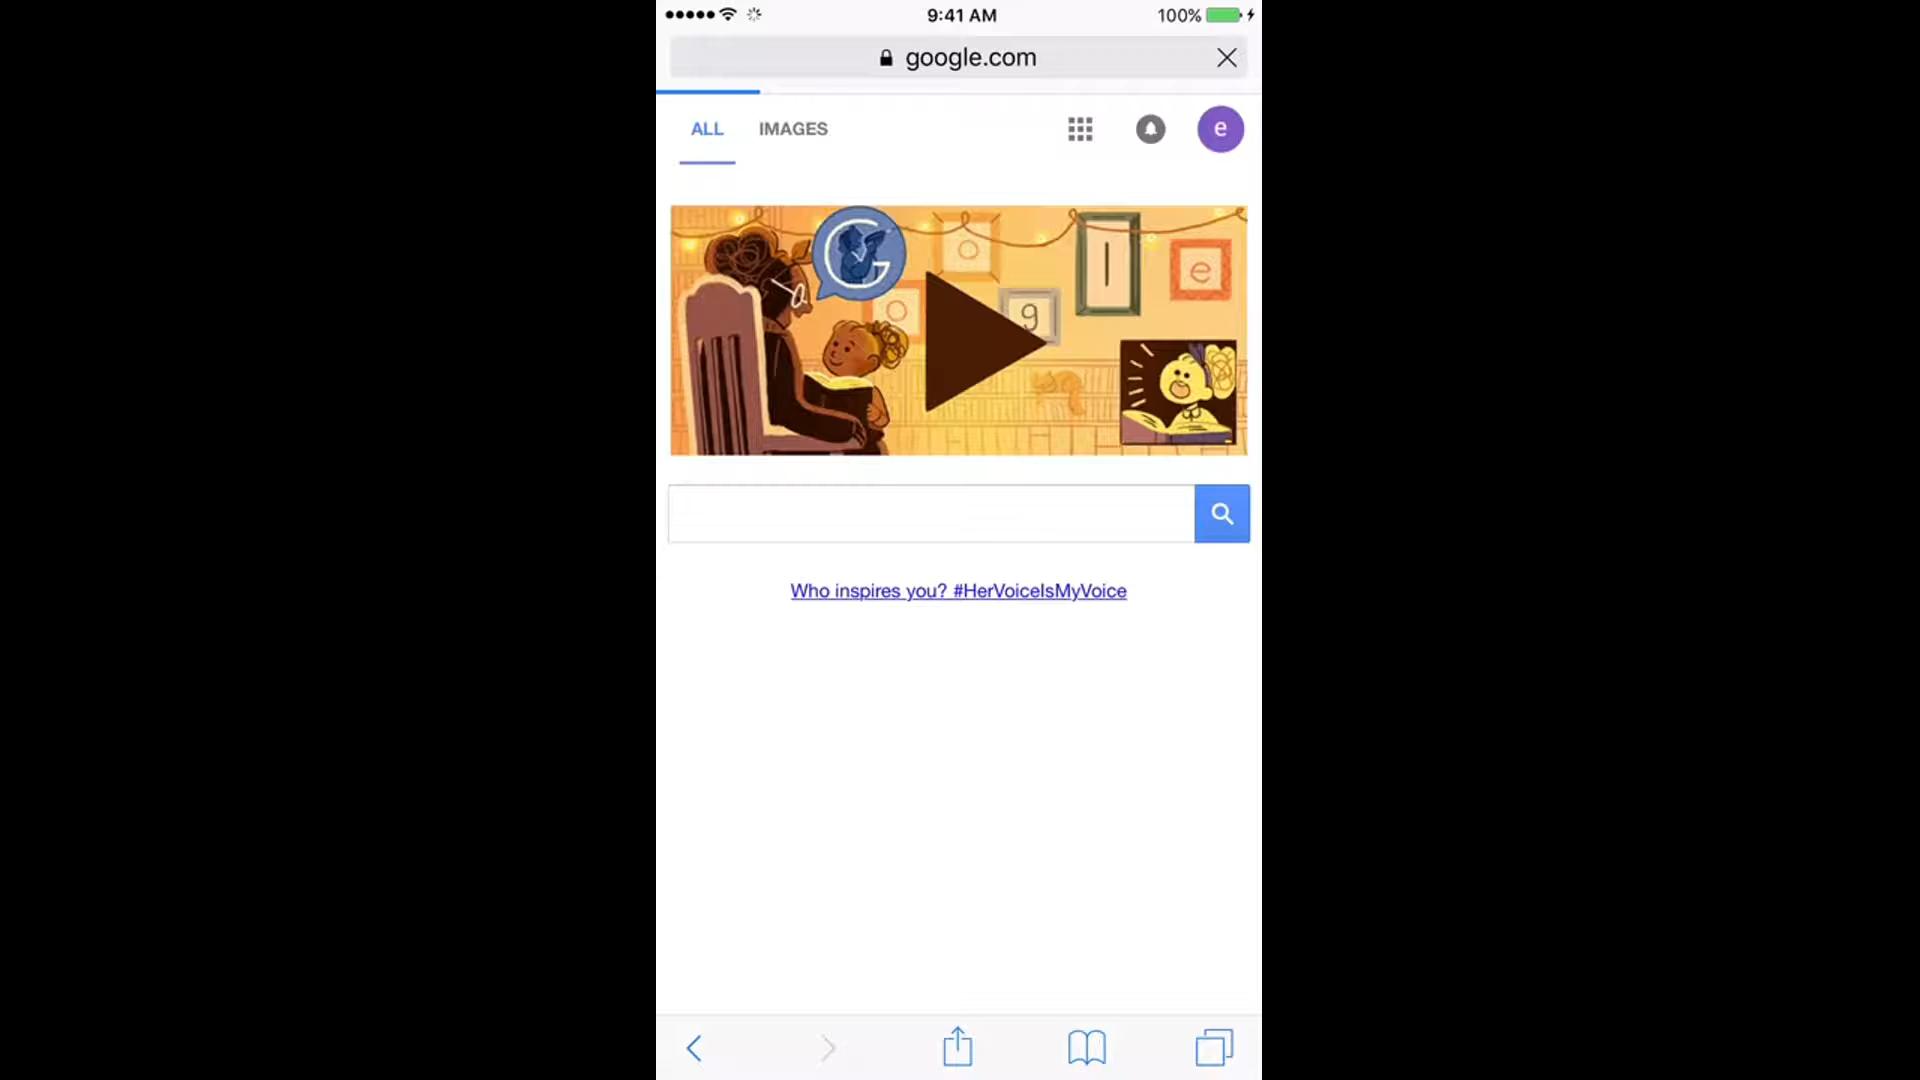 9:41 AM
100%
google.com
ALL IMAGES
e
G o o g l e
Who inspires you? #HerVoiceIsMyVoice